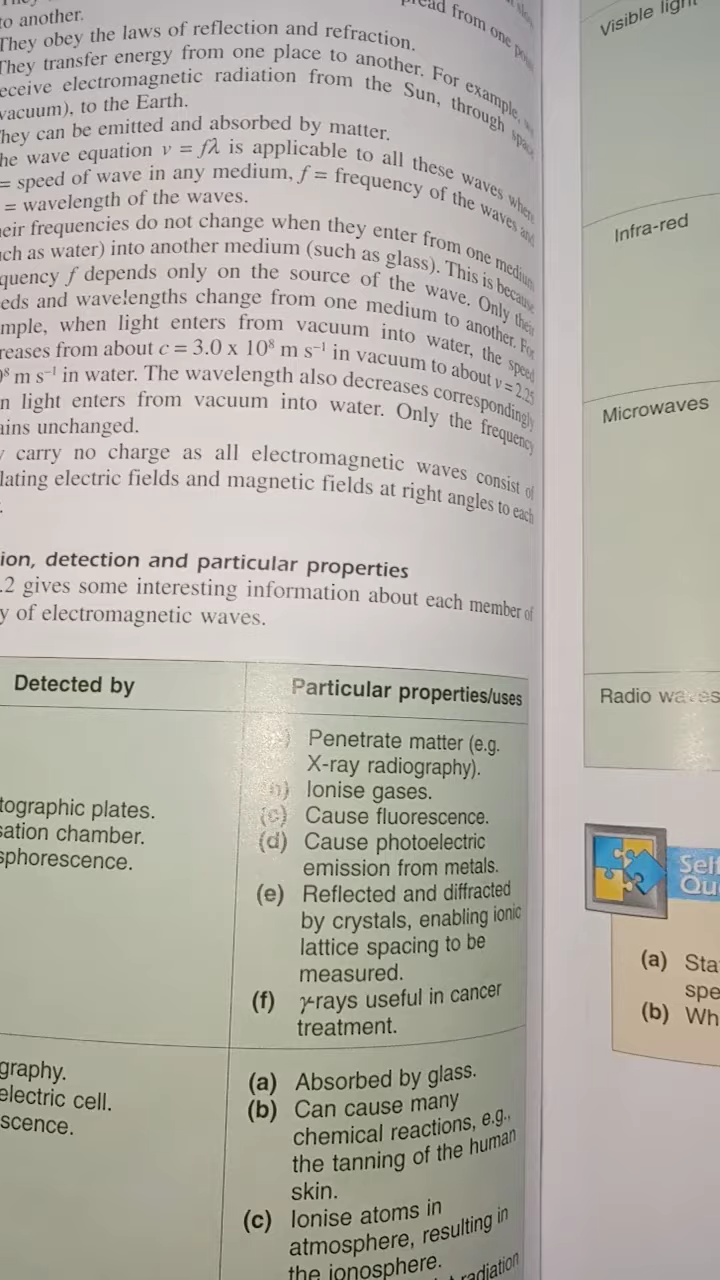 to another.
They obey the laws of reflection and refraction.
They transfer energy from one place to another. For example,
eceive electromagnetic radiation from the Sun, through space
vacuum), to the Earth.
hey can be emitted and absorbed by matter.
he wave equation v = fλ is applicable to all these waves where
= speed of wave in any medium, f = frequency of the waves and
= wavelength of the waves.
eir frequencies do not change when they enter from one medium
uch as water) into another medium (such as glass). This is because
quency f depends only on the source of the wave. Only their
eeds and wavelengths change from one medium to another. For
mple, when light enters from vacuum into water, the speed
reases from about c = 3.0 x 10⁸ m s⁻¹ in vacuum to about v = 2.25
0⁸ m s⁻¹ in water. The wavelength also decreases correspondingly
n light enters from vacuum into water. Only the frequency
ains unchanged.
y carry no charge as all electromagnetic waves consist of
lating electric fields and magnetic fields at right angles to each
ion, detection and particular properties
.2 gives some interesting information about each member of
y of electromagnetic waves.
Detected by
Particular properties/uses
tographic plates.
sation chamber.
sphorescence.
Penetrate matter (e.g.
X-ray radiography).
(b) Ionise gases.
(c) Cause fluorescence.
(d) Cause photoelectric
emission from metals.
(e) Reflected and diffracted
by crystals, enabling ionic
lattice spacing to be
measured.
(f) γ-rays useful in cancer
treatment.
graphy.
electric cell.
scence.
(a) Absorbed by glass.
(b) Can cause many
chemical reactions, e.g.,
the tanning of the human
skin.
(c) Ionise atoms in
atmosphere, resulting in
the ionosphere.
radiation
Visible light
Infra-red
Microwaves
Radio waves
Self
Qu
(a) Sta
spe
(b) Wh